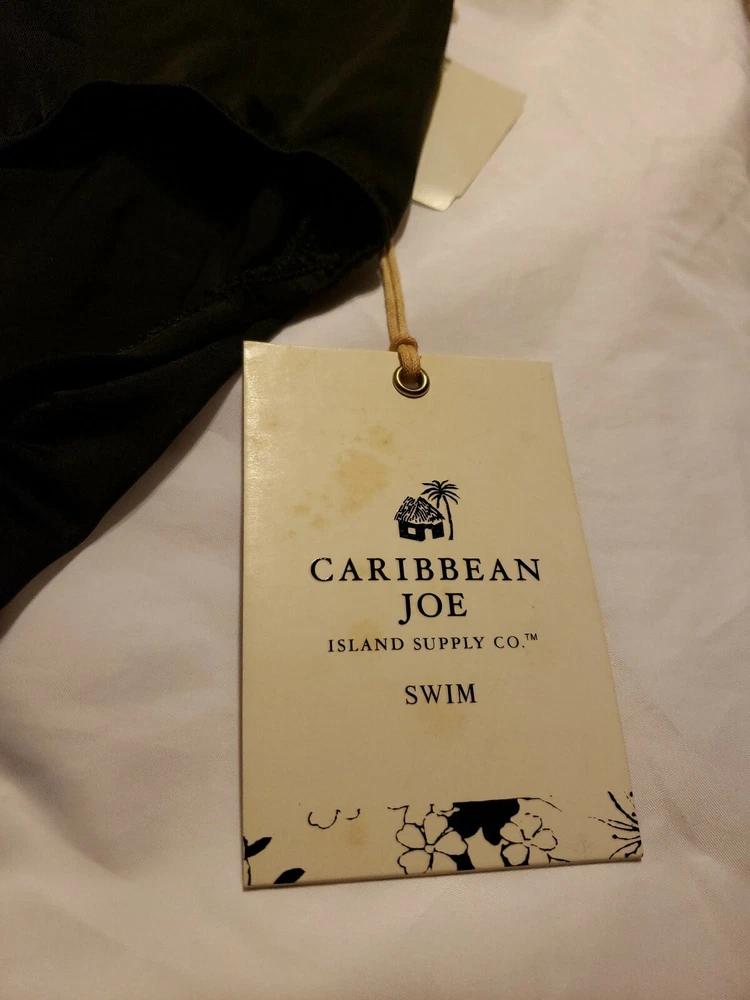 CARIBBEAN
JOE
ISLAND SUPPLY CO.™
SWIM